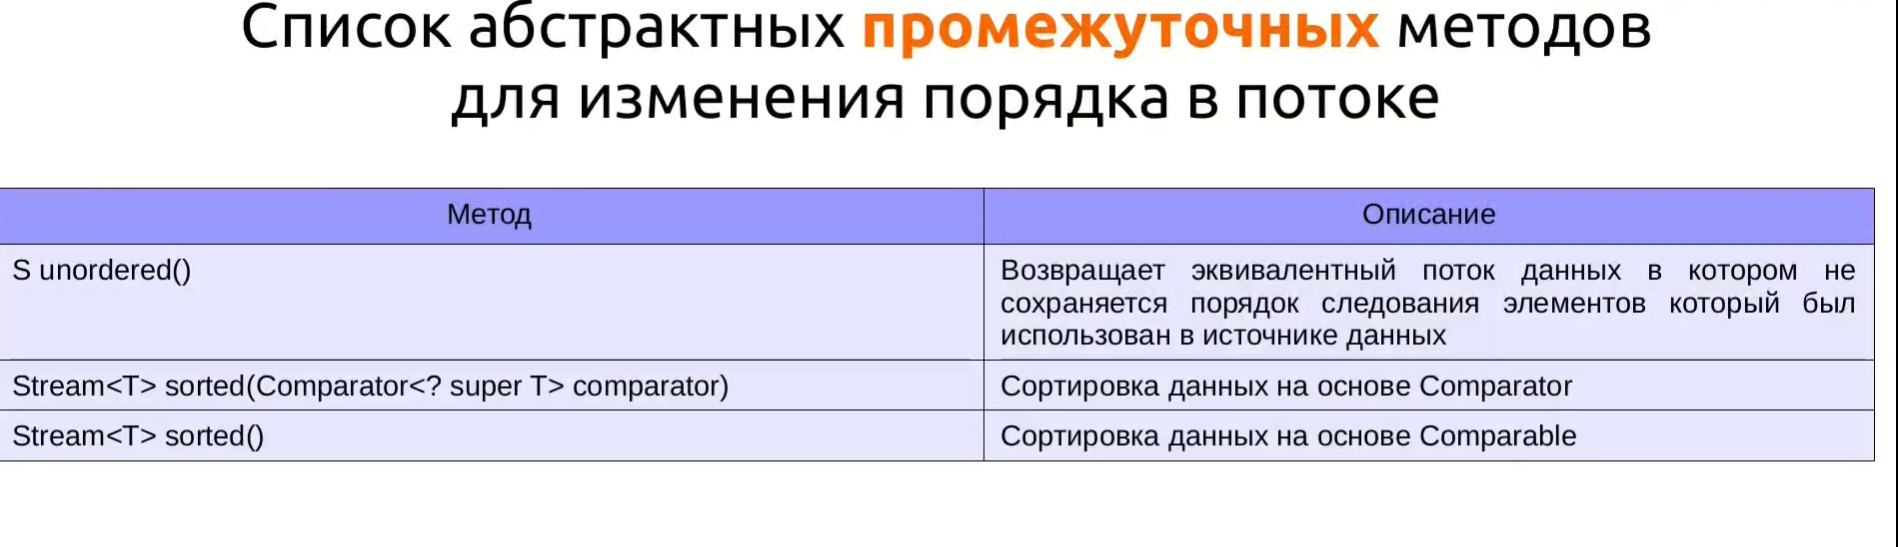 Список абстрактных промежуточных методов
для изменения порядка в потоке
Метод
Описание
S unordered()
Возвращает эквивалентный поток данных в котором не
сохраняется порядок следования элементов который был
использован в источнике данных
Stream<T> sorted(Comparator<? super T> comparator)
Сортировка данных на основе Comparator
Stream<T> sorted()
Сортировка данных на основе Comparable